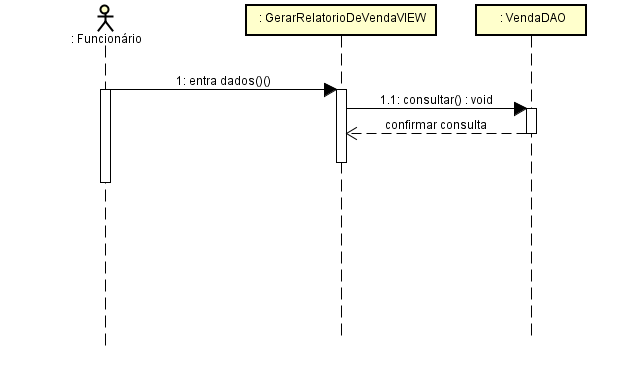 : Funcionário
: GerarRelatorioDeVendaVIEW
: VendaDAO
1: entra dados()()
1.1: consultar() : void
confirmar consulta